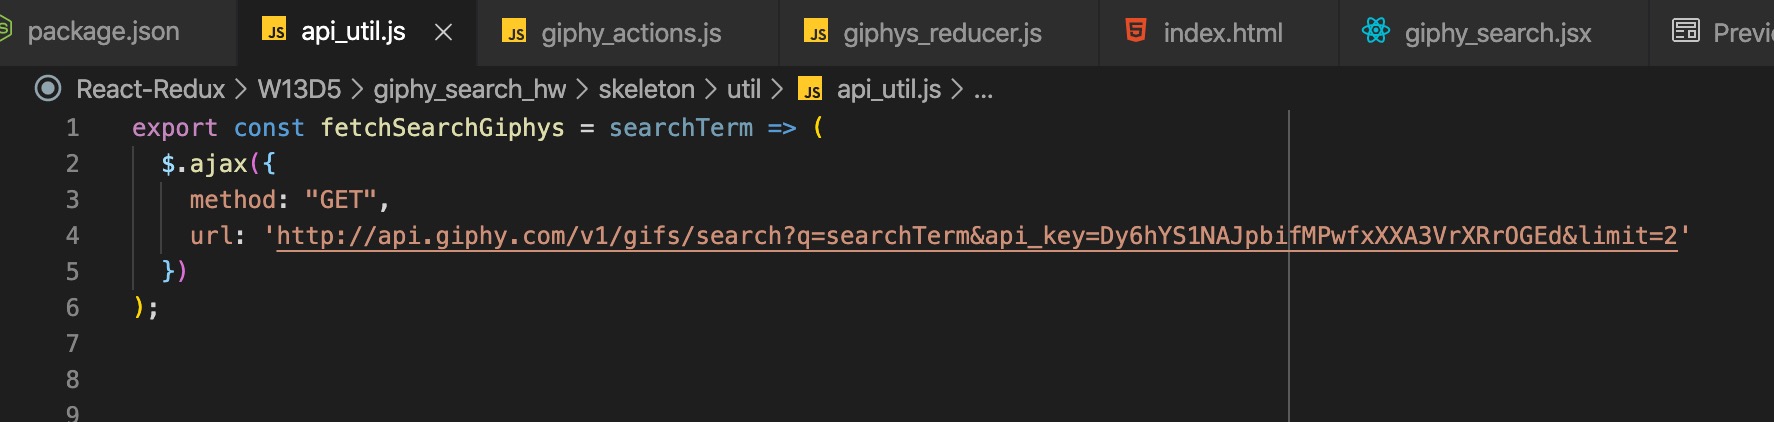 package.json JS api_util.js JS giphy_actions.js JS giphys_reducer.js index.html giphy_search.jsx Previ
React-Redux > W13D5 > giphy_search_hw > skeleton > util > JS api_util.js > ...
1 export const fetchSearchGiphys = searchTerm => (
2 $.ajax({
3 method: "GET",
4 url: 'http://api.giphy.com/v1/gifs/search?q=searchTerm&api_key=Dy6hYS1NAJpbifMPwfxXXA3VrXRrOGEd&limit=2'
5 })
6 );
7
8
9